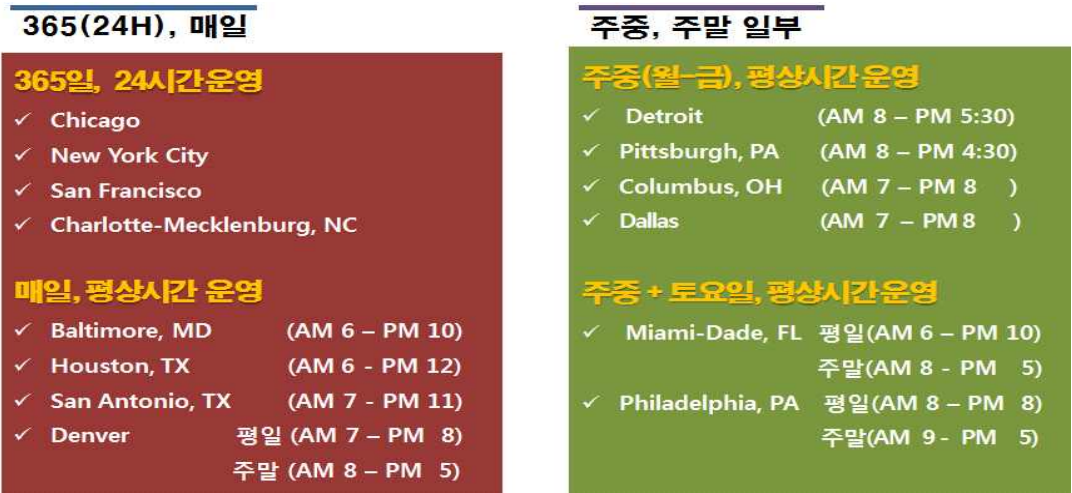 365(24H), 매일
365일, 24시간운영
✓ Chicago
✓ New York City
✓ San Francisco
✓ Charlotte-Mecklenburg, NC
매일, 평상시간 운영
✓ Baltimore, MD (AM 6 – PM 10)
✓ Houston, TX (AM 6 - PM 12)
✓ San Antonio, TX (AM 7 - PM 11)
✓ Denver 평일 (AM 7 – PM 8)
주말 (AM 8 – PM 5)
주중, 주말 일부
주중(월-금), 평상시간운영
✓ Detroit (AM 8 – PM 5:30)
✓ Pittsburgh, PA (AM 8 – PM 4:30)
✓ Columbus, OH (AM 7 – PM 8 )
✓ Dallas (AM 7 – PM 8 )
주중 + 토요일, 평상시간운영
✓ Miami-Dade, FL 평일(AM 6 – PM 10)
주말(AM 8 - PM 5)
✓ Philadelphia, PA 평일(AM 8 – PM 8)
주말(AM 9 - PM 5)